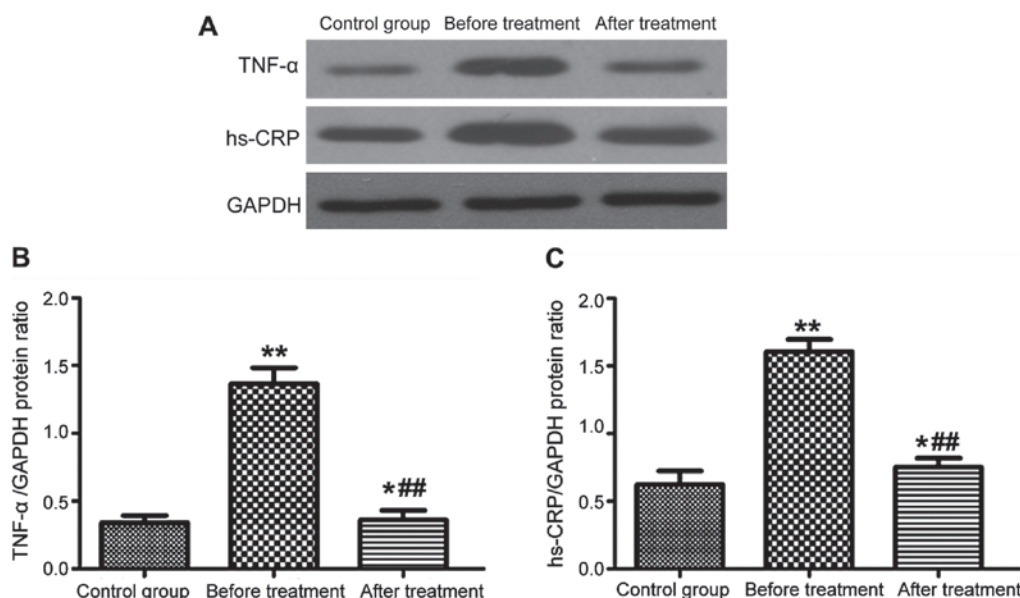 A
Control group Before treatment After treatment
TNF-α
hs-CRP
GAPDH
B
TNF-α /GAPDH protein ratio
2.0
1.5
1.0
0.5
0.0
**
*##
Control group Before treatment After treatment
C
hs-CRP/GAPDH protein ratio
2.0
1.5
1.0
0.5
0.0
**
*##
Control group Before treatment After treatment